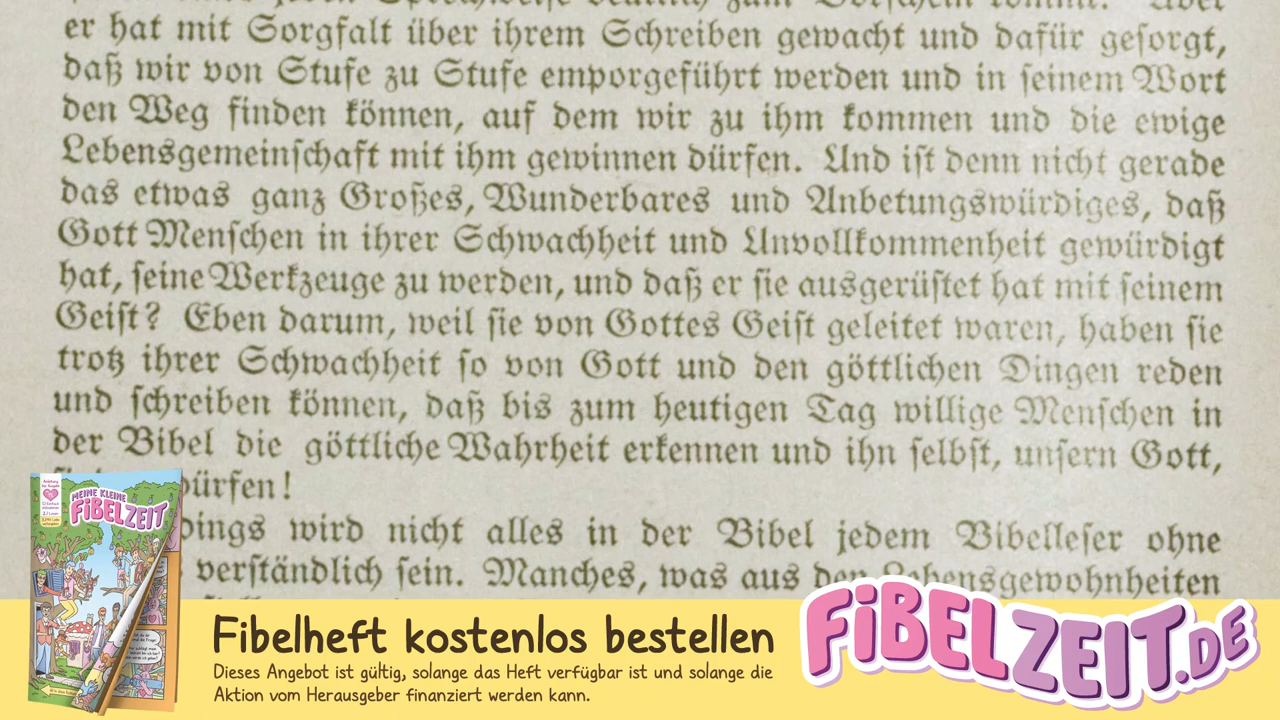 er hat mit Sorgfalt über ihrem Schreiben gewacht und dafür gesorgt,
daß wir von Stufe zu Stufe emporgeführt werden und in seinem Wort
den Weg finden können, auf dem wir zu ihm kommen und die ewige
Lebensgemeinschaft mit ihm gewinnen dürfen. Und ist denn nicht gerade
das etwas ganz Großes, Wunderbares und Anbetungswürdiges, daß
Gott Menschen in ihrer Schwachheit und Unvollkommenheit gewürdigt
hat, seine Werkzeuge zu werden, und daß er sie ausgerüstet hat mit seinem
Geist? Eben darum, weil sie von Gottes Geist geleitet waren, haben sie
trotz ihrer Schwachheit so von Gott und den göttlichen Dingen reden
und schreiben können, daß bis zum heutigen Tag willige Menschen in
der Bibel die göttliche Wahrheit erkennen und ihn selbst, unsern Gott,
dürfen!
dings wird nicht alles in der Bibel jedem Bibelleser ohne
verständlich sein. Manches, was aus den Lebensgewohnheiten
MEINE KLEINE
FiBELZEiT
Fibelheft kostenlos bestellen
Dieses Angebot ist gültig, solange das Heft verfügbar ist und solange die
Aktion vom Herausgeber finanziert werden kann.
FiBELZEiT.DE